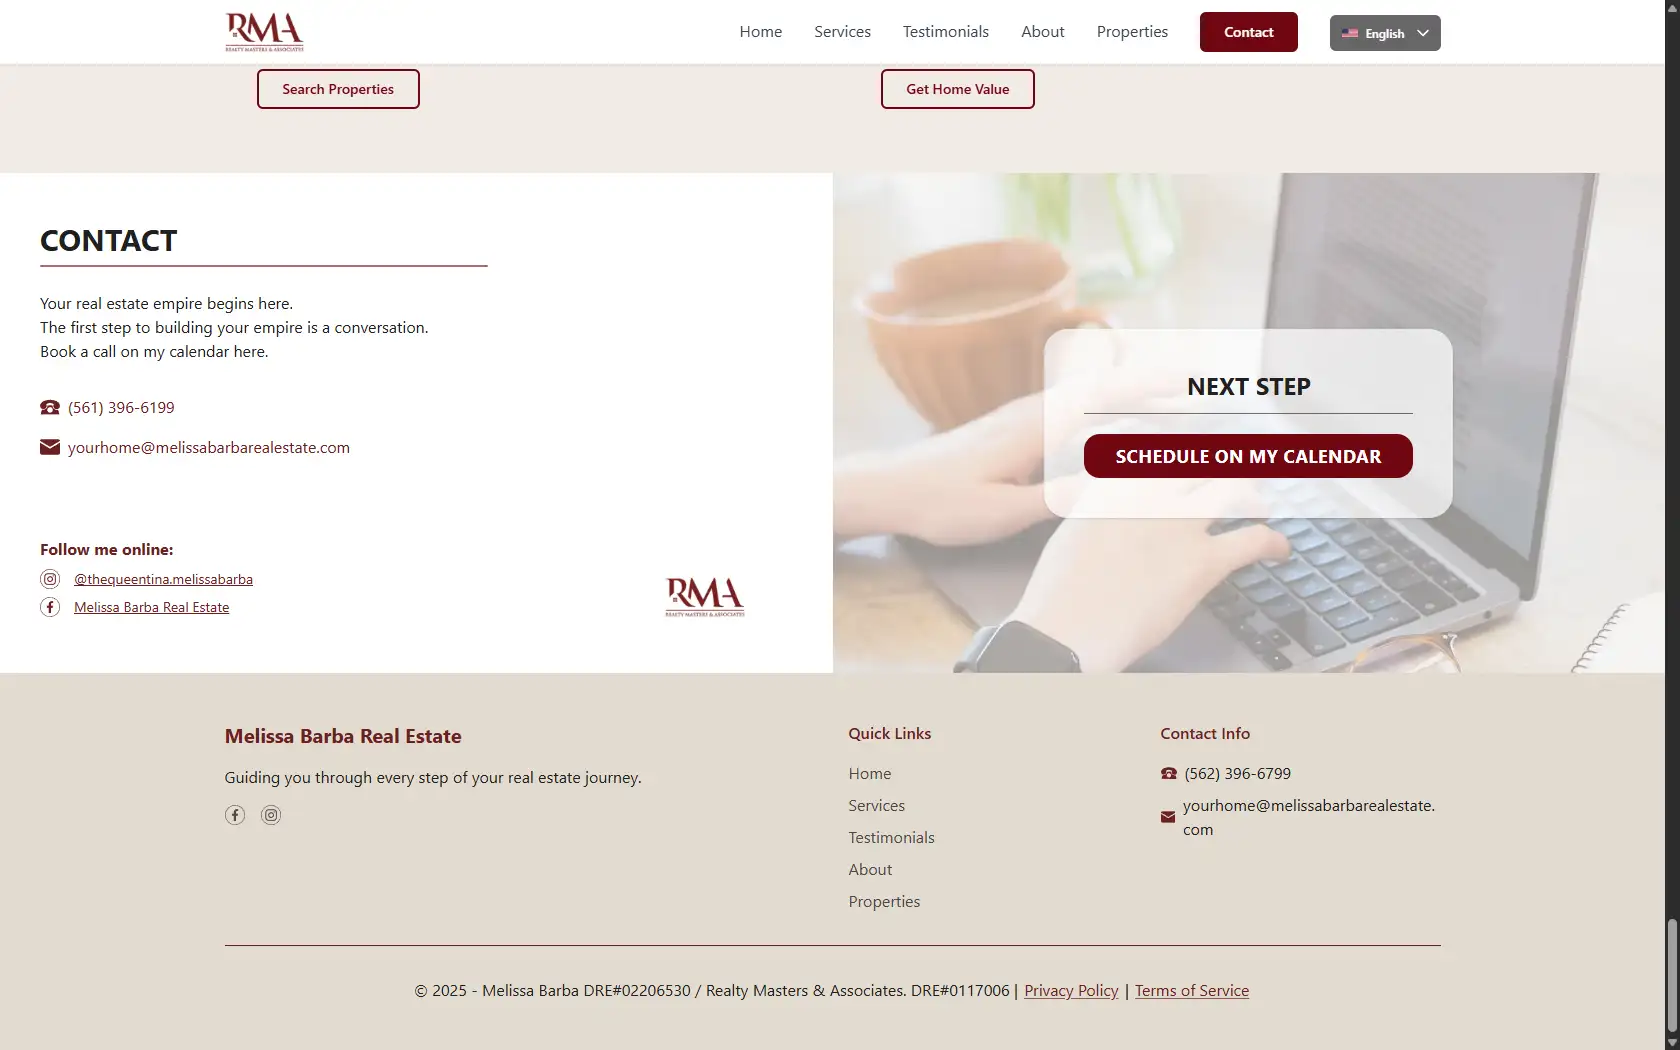 RMA
REALTY MASTERS & ASSOCIATES
Home
Services
Testimonials
About
Properties
Contact
English
Search Properties
Get Home Value
CONTACT
Your real estate empire begins here.
The first step to building your empire is a conversation.
Book a call on my calendar here.
(561) 396-6199
yourhome@melissabarbarealestate.com
Follow me online:
@thequeentina.melissabarba
Melissa Barba Real Estate
RMA
REALTY MASTERS & ASSOCIATES
NEXT STEP
SCHEDULE ON MY CALENDAR
Melissa Barba Real Estate
Guiding you through every step of your real estate journey.
Quick Links
Home
Services
Testimonials
About
Properties
Contact Info
(562) 396-6799
yourhome@melissabarbarealestate.
com
© 2025 - Melissa Barba DRE#02206530 / Realty Masters & Associates. DRE#0117006 | Privacy Policy | Terms of Service